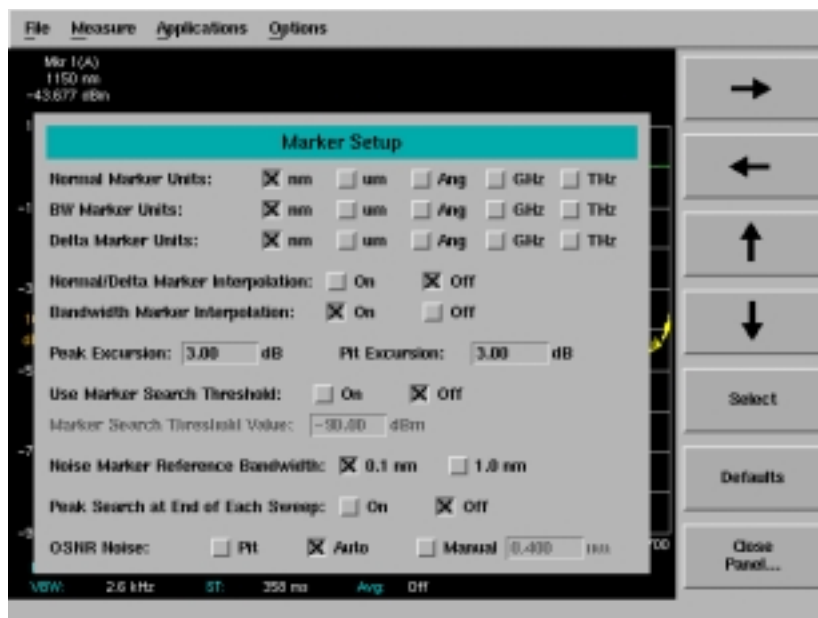 File Measure Applications Options
Mkr 1(A)
1150 nm
-43.677 dBm
Marker Setup
Normal Marker Units: nm um Ang GHz THz
BW Marker Units: nm um Ang GHz THz
Delta Marker Units: nm um Ang GHz THz
Normal/Delta Marker Interpolation: On Off
Bandwidth Marker Interpolation: On Off
Peak Excursion: 3.00 dB Pit Excursion: 3.00 dB
Use Marker Search Threshold: On Off
Marker Search Threshold Value: -90.00 dBm
Noise Marker Reference Bandwidth: 0.1 nm 1.0 nm
Peak Search at End of Each Sweep: On Off
OSNR Noise: Pit Auto Manual 0.400 nm
VBW: 2.6 kHz ST: 358 ms Avg: Off
Select
Defaults
Close
Panel...